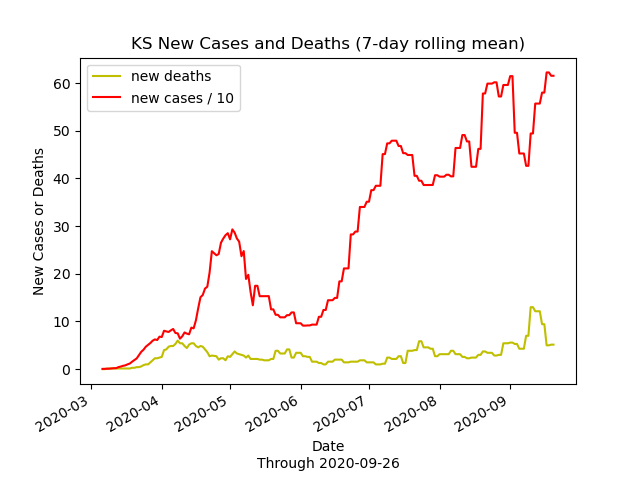 KS New Cases and Deaths (7-day rolling mean)
new deaths
new cases / 10
New Cases or Deaths
60
50
40
30
20
10
0
2020-03
2020-04
2020-05
2020-06
2020-07
2020-08
2020-09
Date
Through 2020-09-26